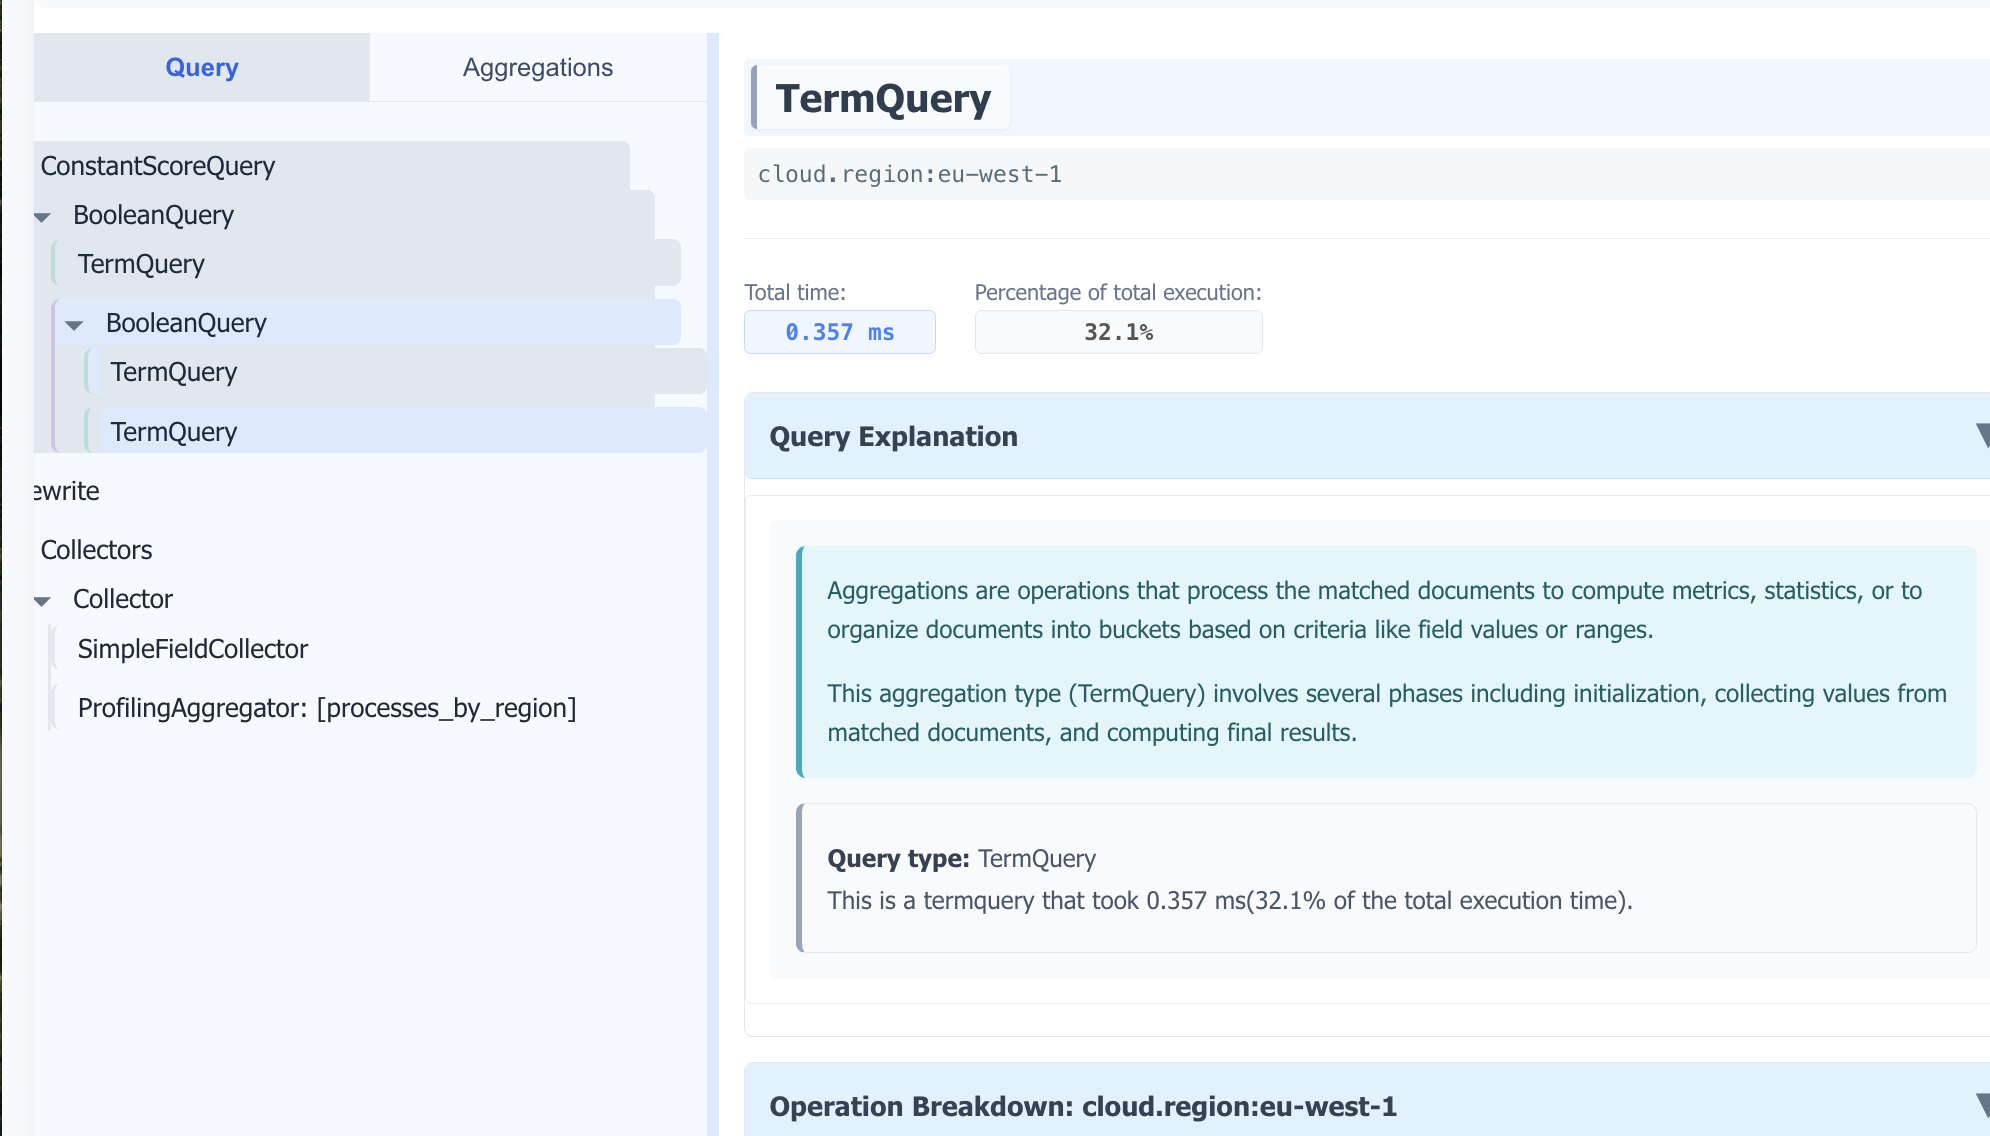 Query
Aggregations
ConstantScoreQuery
BooleanQuery
TermQuery
BooleanQuery
TermQuery
TermQuery
ewrite
Collectors
Collector
SimpleFieldCollector
ProfilingAggregator: [processes_by_region]
TermQuery
cloud.region:eu-west-1
Total time:
Percentage of total execution:
0.357 ms
32.1%
Query Explanation
Aggregations are operations that process the matched documents to compute metrics, statistics, or to
organize documents into buckets based on criteria like field values or ranges.
This aggregation type (TermQuery) involves several phases including initialization, collecting values from
matched documents, and computing final results.
Query type: TermQuery
This is a termquery that took 0.357 ms(32.1% of the total execution time).
Operation Breakdown: cloud.region:eu-west-1